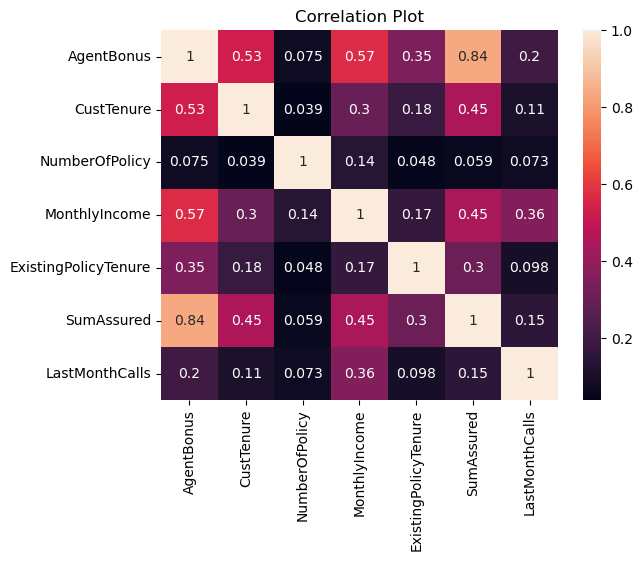 Correlation Plot
AgentBonus 1 0.53 0.075 0.57 0.35 0.84 0.2
CustTenure 0.53 1 0.039 0.3 0.18 0.45 0.11
NumberOfPolicy 0.075 0.039 1 0.14 0.048 0.059 0.073
MonthlyIncome 0.57 0.3 0.14 1 0.17 0.45 0.36
ExistingPolicyTenure 0.35 0.18 0.048 0.17 1 0.3 0.098
SumAssured 0.84 0.45 0.059 0.45 0.3 1 0.15
LastMonthCalls 0.2 0.11 0.073 0.36 0.098 0.15 1
AgentBonus
CustTenure
NumberOfPolicy
MonthlyIncome
ExistingPolicyTenure
SumAssured
LastMonthCalls
1.0
0.8
0.6
0.4
0.2